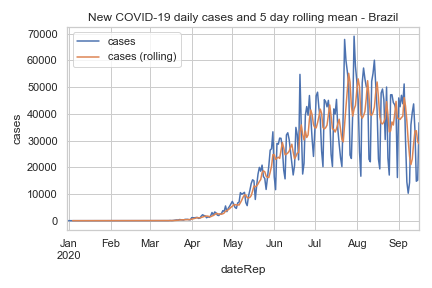 New COVID-19 daily cases and 5 day rolling mean - Brazil
70000
60000
50000
40000
30000
20000
10000
0
cases
cases
cases (rolling)
Jan Feb Mar Apr May Jun Jul Aug Sep
2020
dateRep